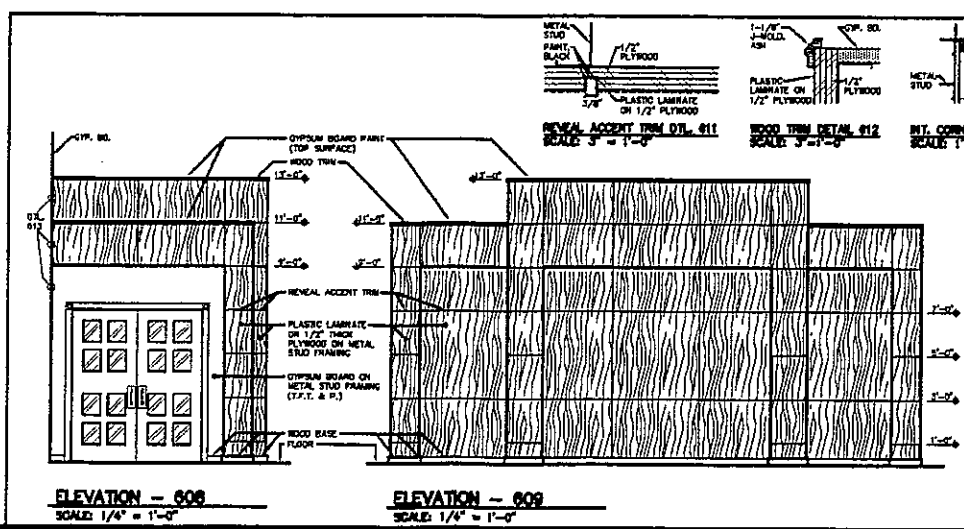 METAL
STUD
PAINT,
BLACK
1/2"
PLYWOOD
3/8"
PLASTIC LAMINATE
ON 1/2" PLYWOOD
REVEAL ACCENT TRIM DTL. 611
SCALE: 3" = 1'-0"
1-1/8"
J-MOLD.
ASH
GYP. BD.
PLASTIC
LAMINATE ON
1/2" PLYWOOD
1/2"
PLYWOOD
WOOD TRIM DETAIL 612
SCALE: 3"=1'-0"
METAL
STUD
INT. CORN
SCALE: 1"
GYP. BD.
GYPSUM BOARD PAINT
(TOP SURFACE)
WOOD TRIM
13'-0"
13'-0"
DTL.
613
11'-0"
11'-0"
9'-0"
9'-0"
REVEAL ACCENT TRIM
7'-0"
PLASTIC LAMINATE
ON 1/2" THICK
PLYWOOD ON METAL
STUD FRAMING
5'-0"
GYPSUM BOARD ON
METAL STUD FRAMING
(T.F.T. & P.)
3'-0"
WOOD BASE
FLOOR
1'-0"
ELEVATION - 608
SCALE: 1/4" = 1'-0"
ELEVATION - 609
SCALE: 1/4" = 1'-0"